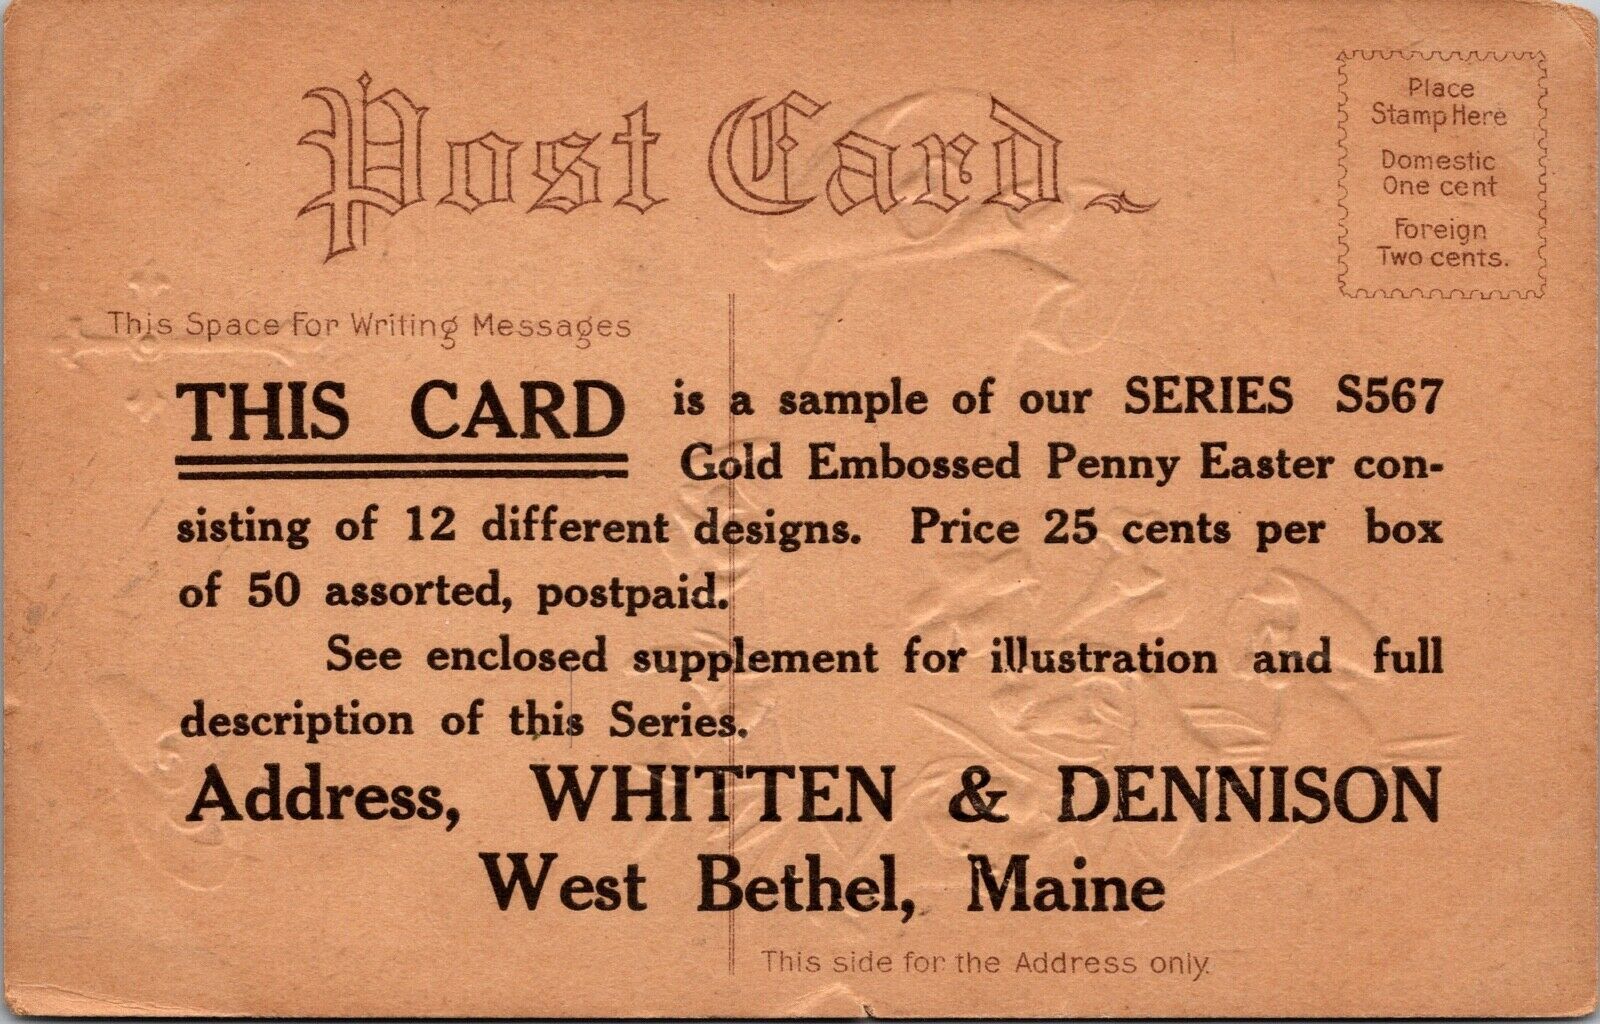 Post Card
Place
Stamp Here
Domestic
One cent
Foreign
Two cents.
This Space For Writing Messages
THIS CARD is a sample of our SERIES S567
Gold Embossed Penny Easter con-
sisting of 12 different designs. Price 25 cents per box
of 50 assorted, postpaid.
See enclosed supplement for illustration and full
description of this Series.
Address, WHITTEN & DENNISON
West Bethel, Maine
This side for the Address only.